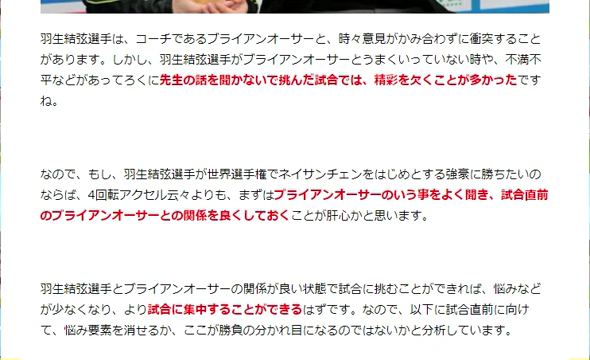 羽生結弦選手は、コーチであるブライアンオーサーと、時々意見がかみ合わずに衝突すること
があります。しかし、羽生結弦選手がブライアンオーサーとうまくいっていない時や、不満不
平などがあってろくに先生の話を聞かないで挑んだ試合では、精彩を欠くことが多かったです
ね。
なので、もし、羽生結弦選手が世界選手権でネイサンチェンをはじめとする強豪に勝ちたいの
ならば、4回転アクセル云々よりも、まずはブライアンオーサーのいう事をよく聞き、試合直前
のブライアンオーサーとの関係を良くしておくことが肝心かと思います。
羽生結弦選手とブライアンオーサーの関係が良い状態で試合に挑むことができれば、悩みなど
が少なくなり、より試合に集中することができるはずです。なので、以下に試合直前に向け
て、悩み要素を消せるか、ここが勝負の分かれ目になるのではないかと分析しています。